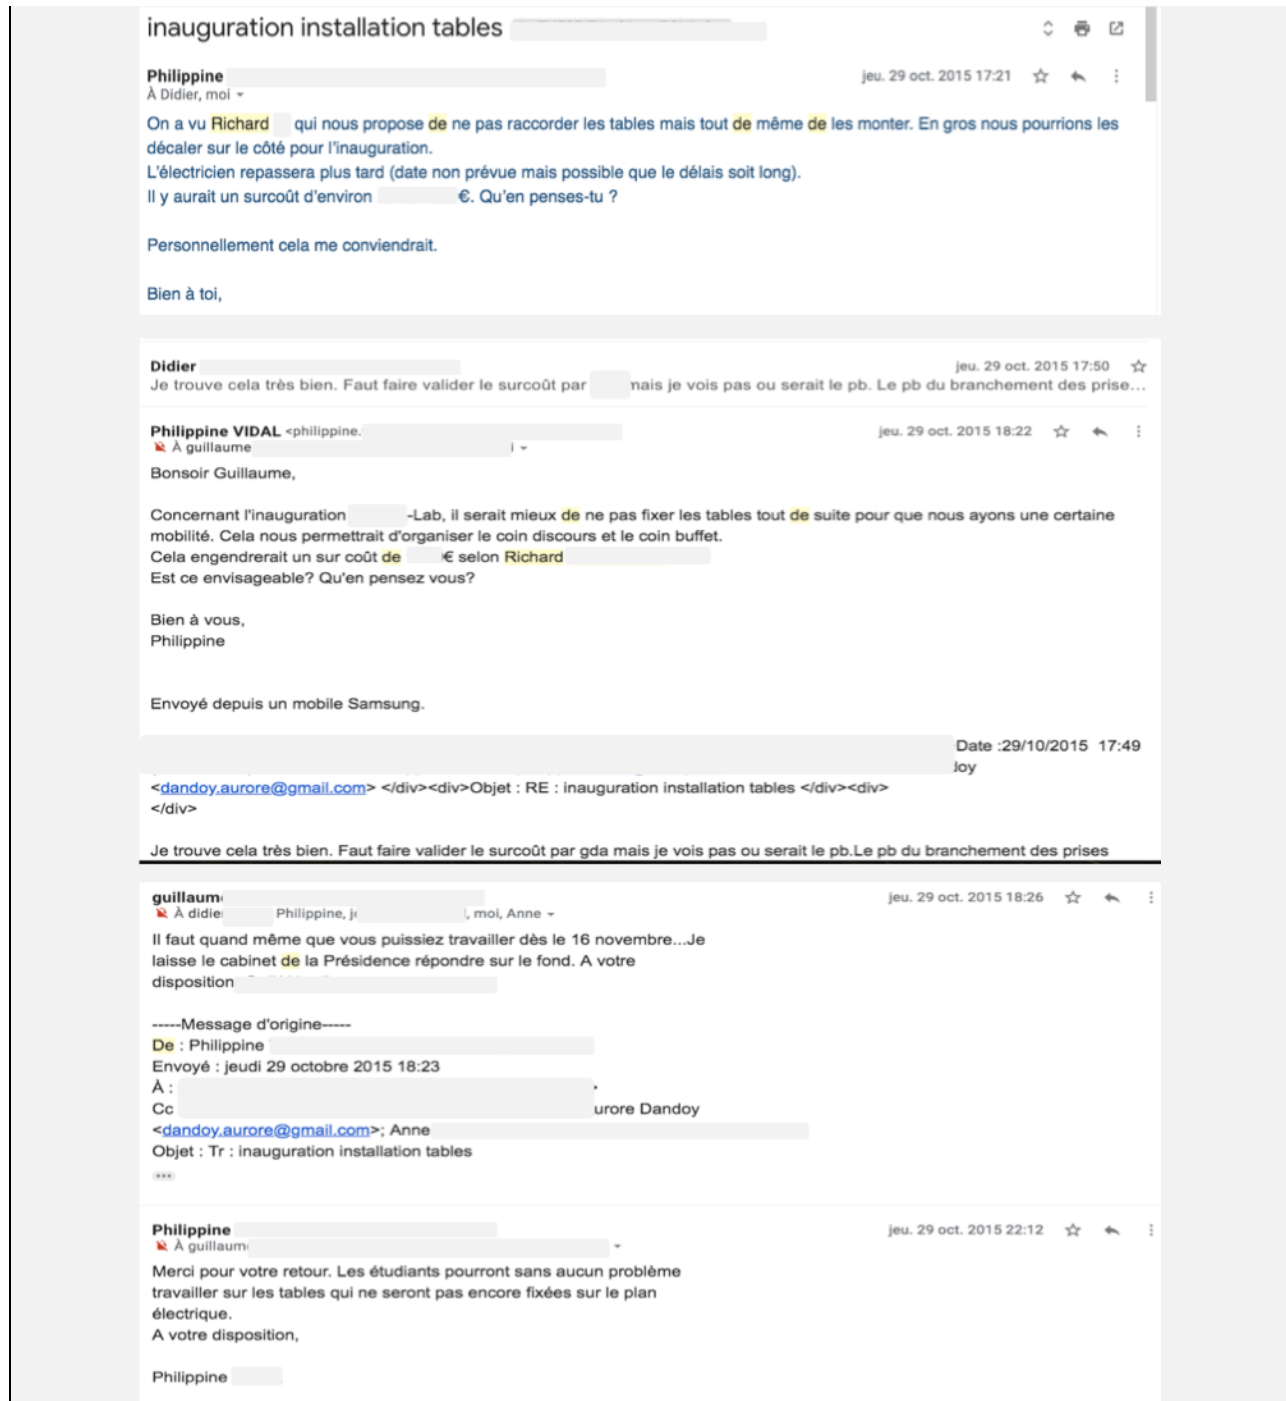 inauguration installation tables
Philippine
jeu. 29 oct. 2015 17:21
À Didier, moi
On a vu Richard qui nous propose de ne pas raccorder les tables mais tout de même de les monter. En gros nous pourrions les
décaler sur le côté pour l'inauguration.
L'électricien repassera plus tard (date non prévue mais possible que le délais soit long).
Il y aurait un surcoût d'environ €. Qu'en penses-tu ?
Personnellement cela me conviendrait.
Bien à toi,
Didier
jeu. 29 oct. 2015 17:50
Je trouve cela très bien. Faut faire valider le surcoût par mais je vois pas ou serait le pb. Le pb du branchement des prise...
Philippine VIDAL <philippine.
jeu. 29 oct. 2015 18:22
À guillaume
Bonsoir Guillaume,
Concernant l'inauguration -Lab, il serait mieux de ne pas fixer les tables tout de suite pour que nous ayons une certaine
mobilité. Cela nous permettrait d'organiser le coin discours et le coin buffet.
Cela engendrerait un sur coût de € selon Richard
Est ce envisageable? Qu'en pensez vous?
Bien à vous,
Philippine
Envoyé depuis un mobile Samsung.
Date :29/10/2015 17:49
<dandoy.aurore@gmail.com> </div><div>Objet : RE : inauguration installation tables </div><div>
</div>
Je trouve cela très bien. Faut faire valider le surcoût par gda mais je vois pas ou serait le pb.Le pb du branchement des prises
guillaum
jeu. 29 oct. 2015 18:26
À didie Philippine, j , moi, Anne
Il faut quand même que vous puissiez travailler dès le 16 novembre...Je
laisse le cabinet de la Présidence répondre sur le fond. A votre
disposition
-----Message d'origine-----
De : Philippine
Envoyé : jeudi 29 octobre 2015 18:23
À :
Cc urore Dandoy
<dandoy.aurore@gmail.com>; Anne
Objet : Tr : inauguration installation tables
Philippine
jeu. 29 oct. 2015 22:12
À guillaum
Merci pour votre retour. Les étudiants pourront sans aucun problème
travailler sur les tables qui ne seront pas encore fixées sur le plan
électrique.
A votre disposition,
Philippine